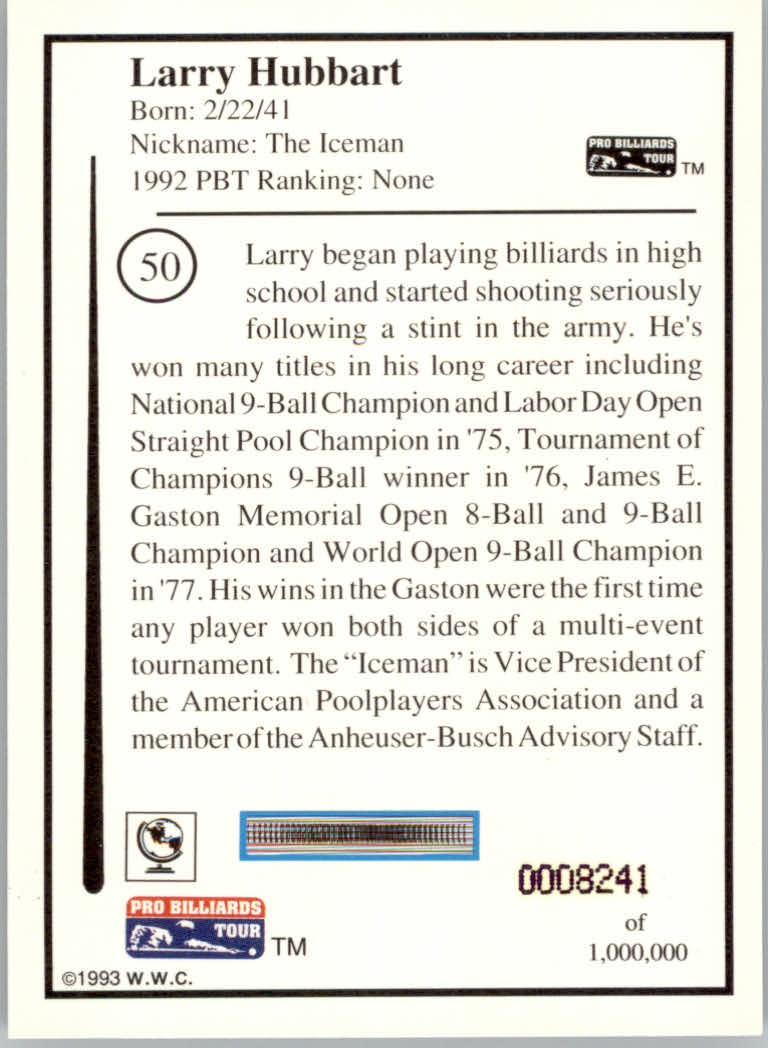 Larry Hubbart
Born: 2/22/41
Nickname: The Iceman
1992 PBT Ranking: None
PRO BILLIARDS
TOUR TM
50
Larry began playing billiards in high
school and started shooting seriously
following a stint in the army. He's
won many titles in his long career including
National 9-Ball Champion and Labor Day Open
Straight Pool Champion in '75, Tournament of
Champions 9-Ball winner in '76, James E.
Gaston Memorial Open 8-Ball and 9-Ball
Champion and World Open 9-Ball Champion
in '77. His wins in the Gaston were the first time
any player won both sides of a multi-event
tournament. The “Iceman” is Vice President of
the American Poolplayers Association and a
member of the Anheuser-Busch Advisory Staff.
0008241
of
1,000,000
PRO BILLIARDS
TOUR TM
©1993 W.W.C.